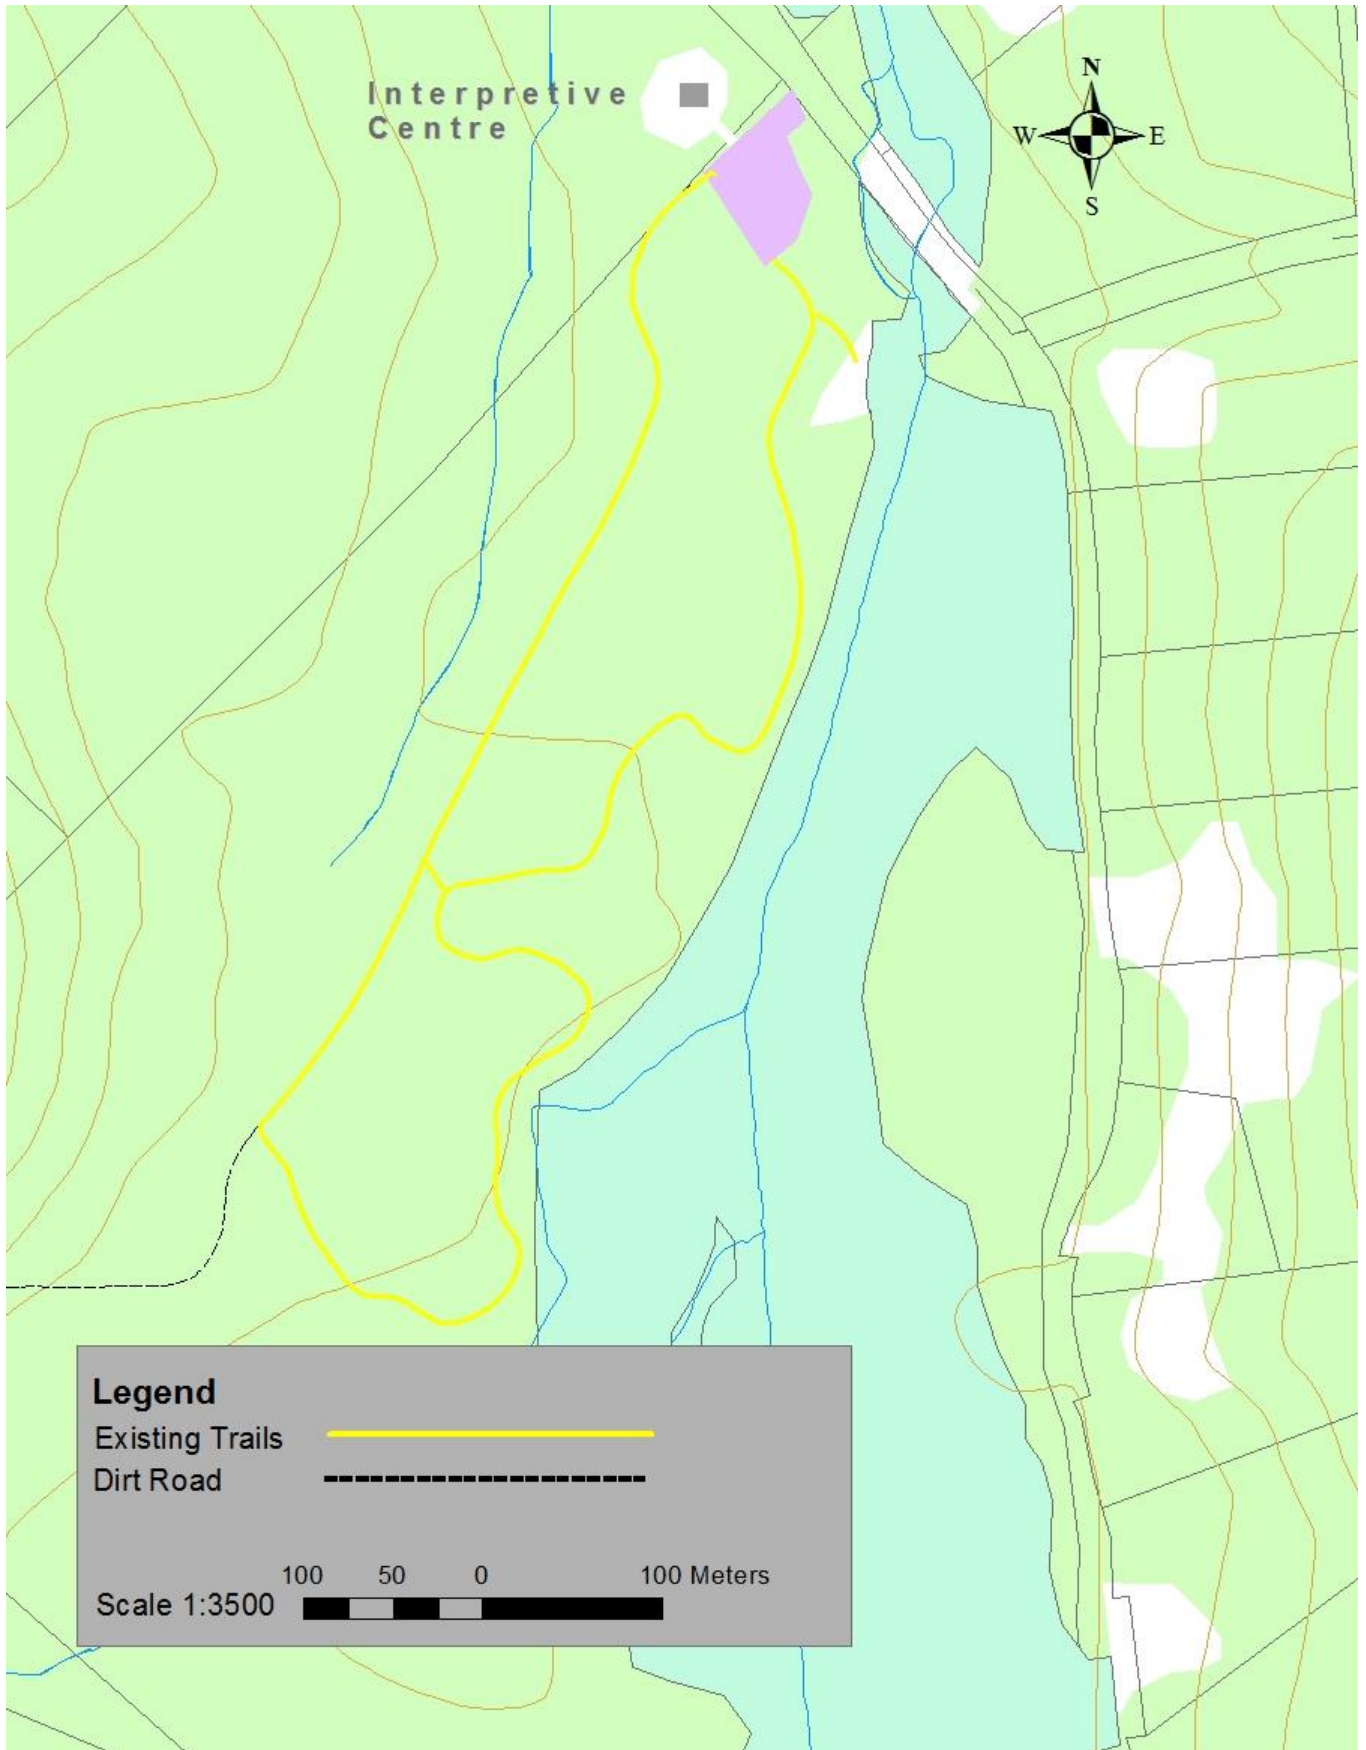 Interpretive
Centre
N
W E
S
Legend
Existing Trails
Dirt Road
100 50 0 100 Meters
Scale 1:3500